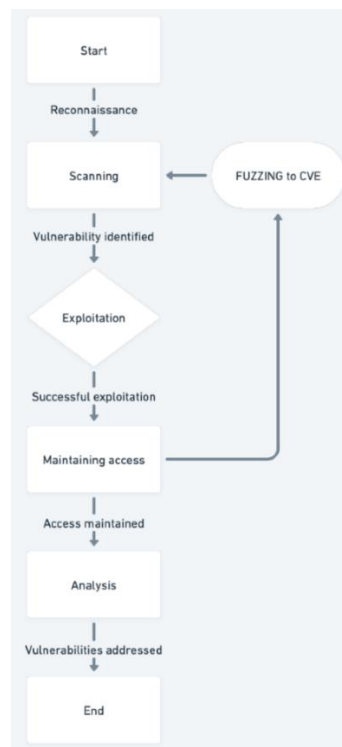 Start
Reconnaissance
Scanning
FUZZING to CVE
Vulnerability identified
Exploitation
Successful exploitation
Maintaining access
Access maintained
Analysis
Vulnerabilities addressed
End